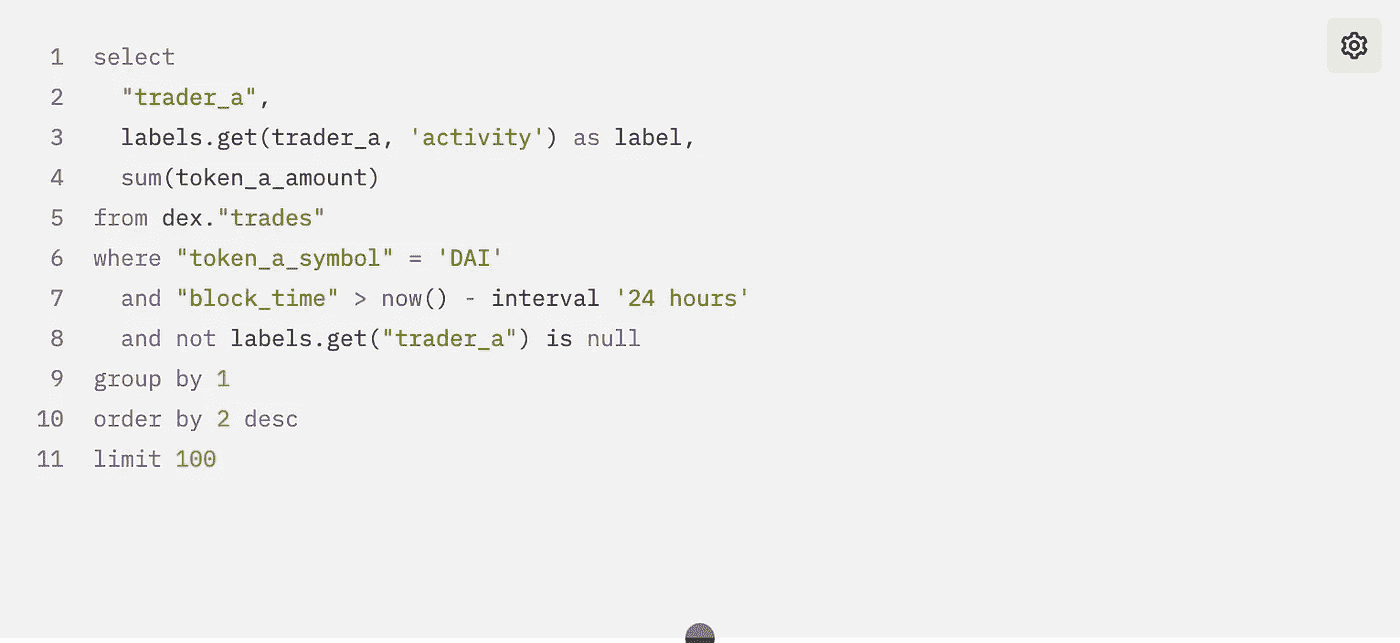 1 select
2 "trader_a",
3 labels.get(trader_a, 'activity') as label,
4 sum(token_a_amount)
5 from dex."trades"
6 where "token_a_symbol" = 'DAI'
7 and "block_time" > now() - interval '24 hours'
8 and not labels.get("trader_a") is null
9 group by 1
10 order by 2 desc
11 limit 100